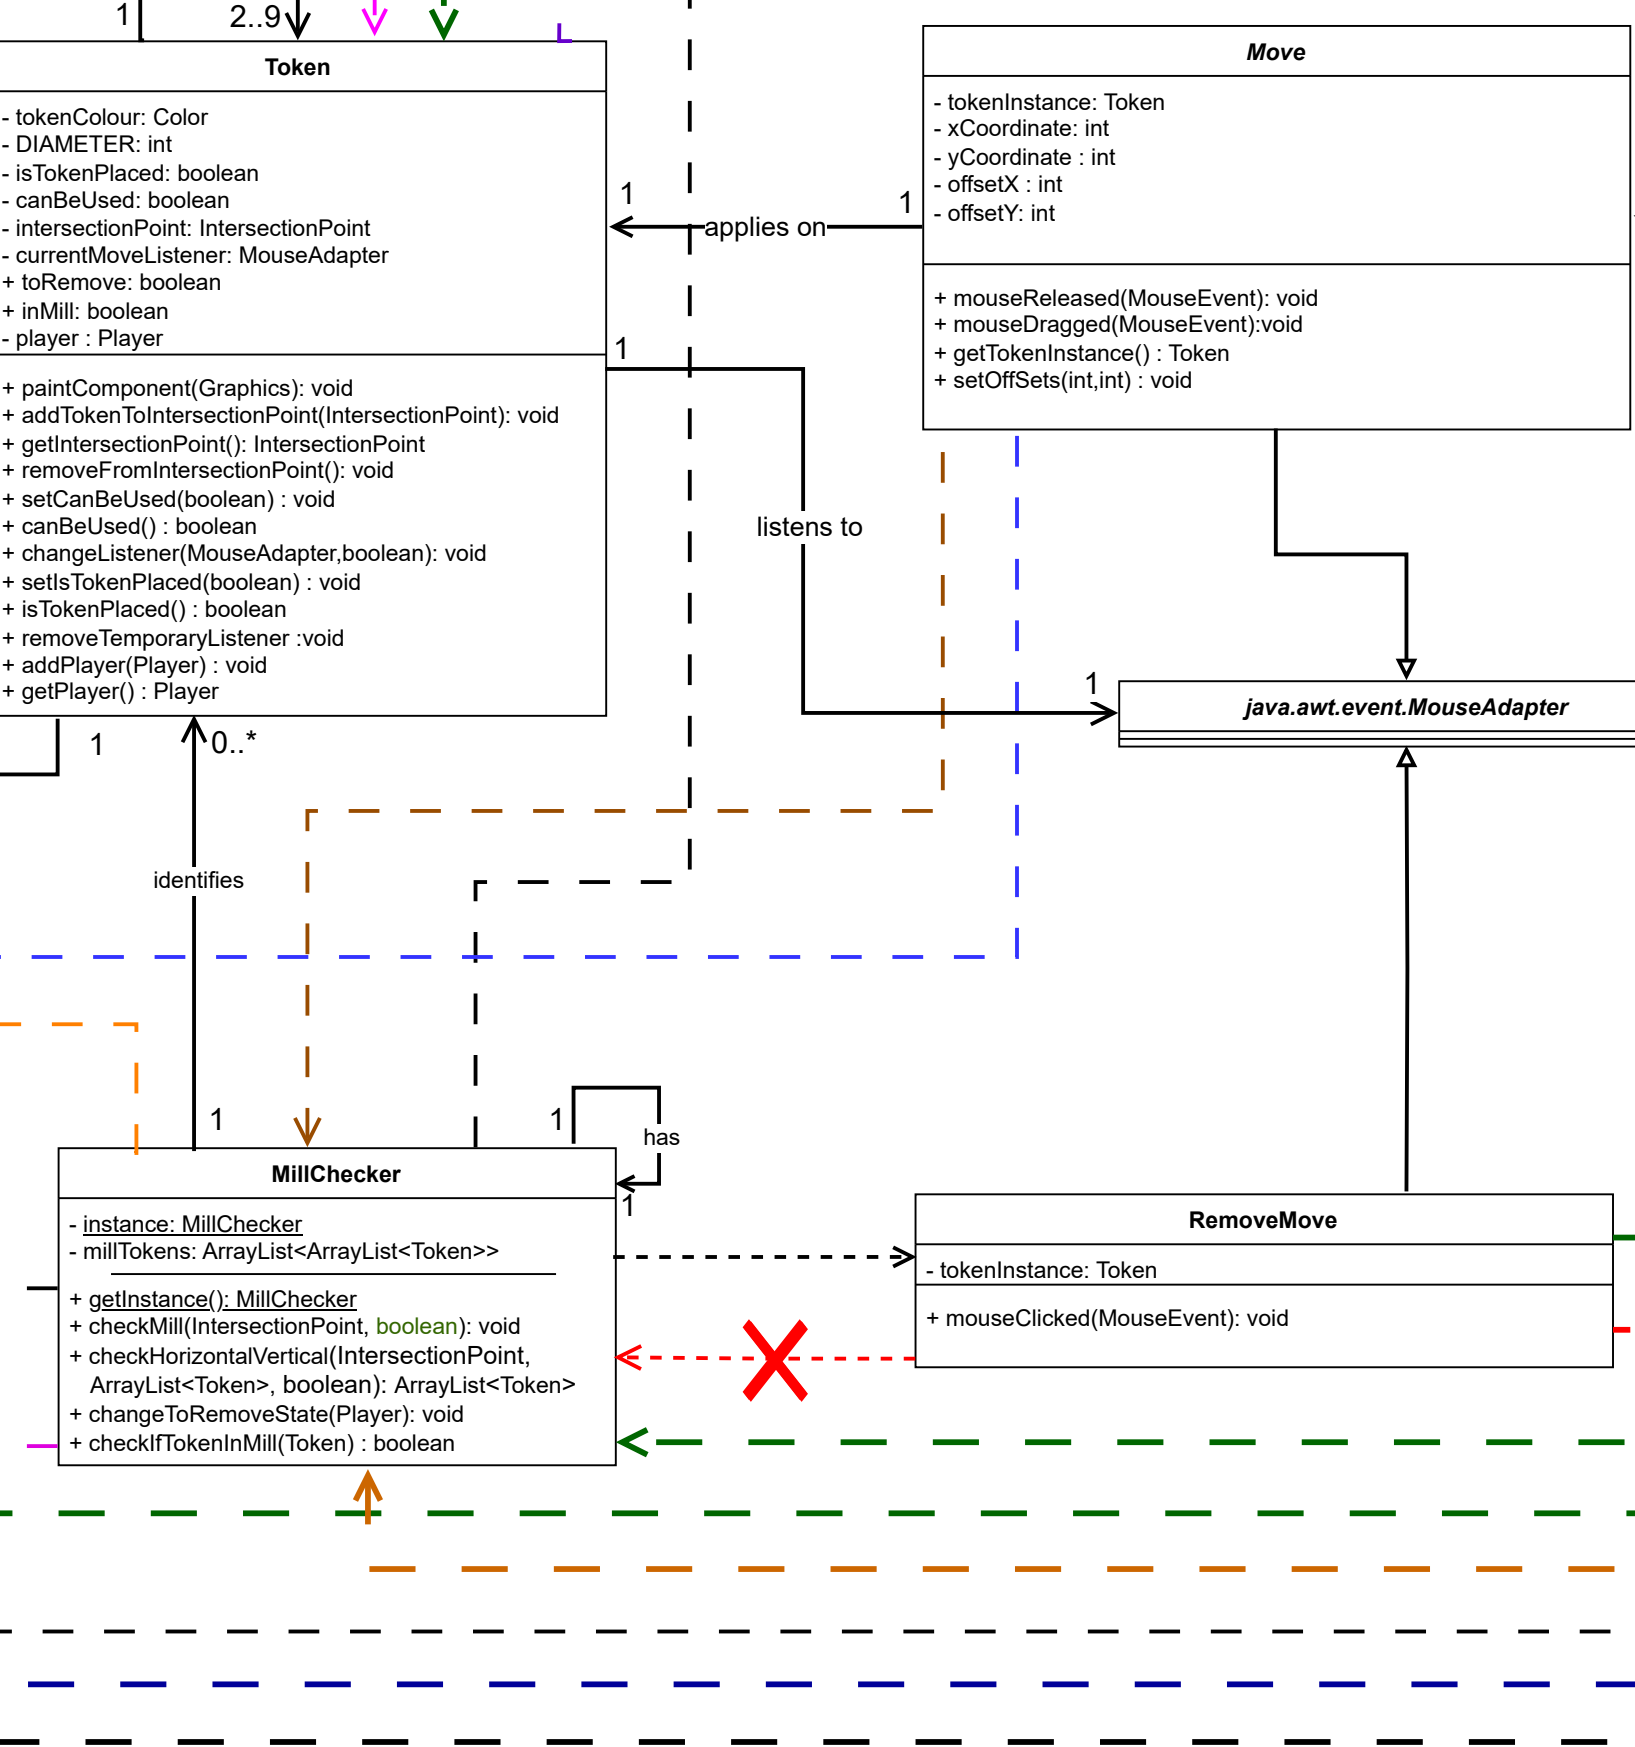 1
2..9
Token
- tokenColour: Color
- DIAMETER: int
- isTokenPlaced: boolean
- canBeUsed: boolean
- intersectionPoint: IntersectionPoint
- currentMoveListener: MouseAdapter
+ toRemove: boolean
+ inMill: boolean
- player : Player
+ paintComponent(Graphics): void
+ addTokenToIntersectionPoint(IntersectionPoint): void
+ getIntersectionPoint(): IntersectionPoint
+ removeFromIntersectionPoint(): void
+ setCanBeUsed(boolean) : void
+ canBeUsed() : boolean
+ changeListener(MouseAdapter,boolean): void
+ setIsTokenPlaced(boolean) : void
+ isTokenPlaced() : boolean
+ removeTemporaryListener :void
+ addPlayer(Player) : void
+ getPlayer() : Player
1
applies on
1
Move
- tokenInstance: Token
- xCoordinate: int
- yCoordinate : int
- offsetX : int
- offsetY: int
+ mouseReleased(MouseEvent): void
+ mouseDragged(MouseEvent):void
+ getTokenInstance() : Token
+ setOffSets(int,int) : void
1
listens to
1
java.awt.event.MouseAdapter
1
0..*
identifies
1
1
has
1
MillChecker
- instance: MillChecker
- millTokens: ArrayList<ArrayList<Token>>
+ getInstance(): MillChecker
+ checkMill(IntersectionPoint, boolean): void
+ checkHorizontalVertical(IntersectionPoint,
ArrayList<Token>, boolean): ArrayList<Token>
+ changeToRemoveState(Player): void
+ checkIfTokenInMill(Token) : boolean
RemoveMove
- tokenInstance: Token
+ mouseClicked(MouseEvent): void